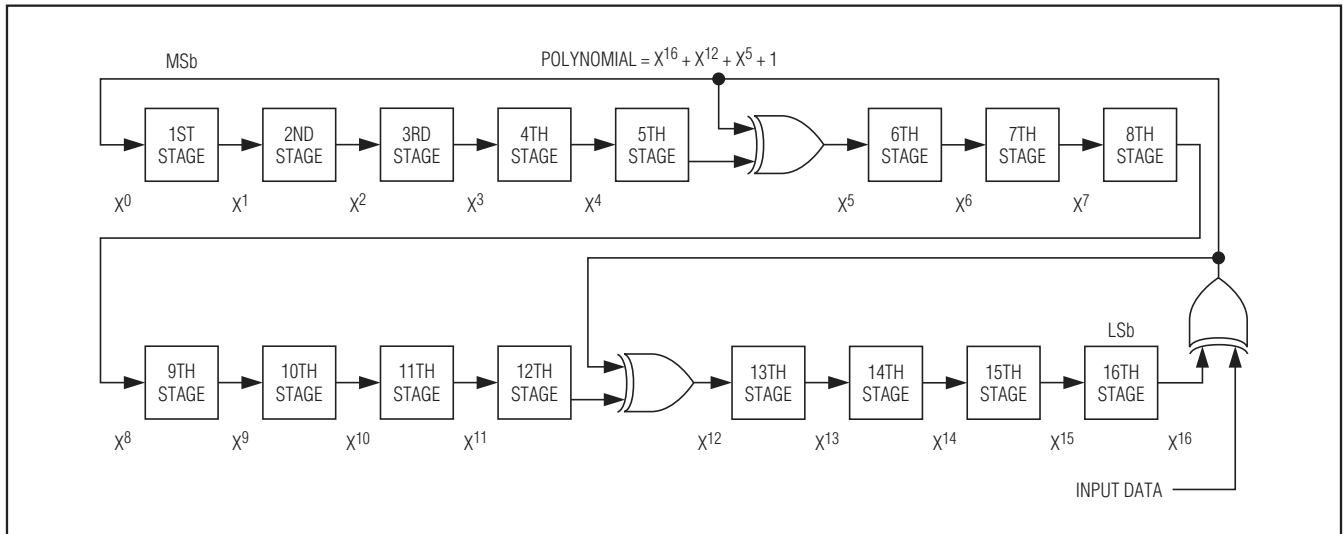 MSb
POLYNOMIAL = X16 + X12 + X5 + 1
1ST
STAGE
2ND
STAGE
3RD
STAGE
4TH
STAGE
5TH
STAGE
6TH
STAGE
7TH
STAGE
8TH
STAGE
X0
X1
X2
X3
X4
X5
X6
X7
LSb
9TH
STAGE
10TH
STAGE
11TH
STAGE
12TH
STAGE
13TH
STAGE
14TH
STAGE
15TH
STAGE
16TH
STAGE
X8
X9
X10
X11
X12
X13
X14
X15
X16
INPUT DATA